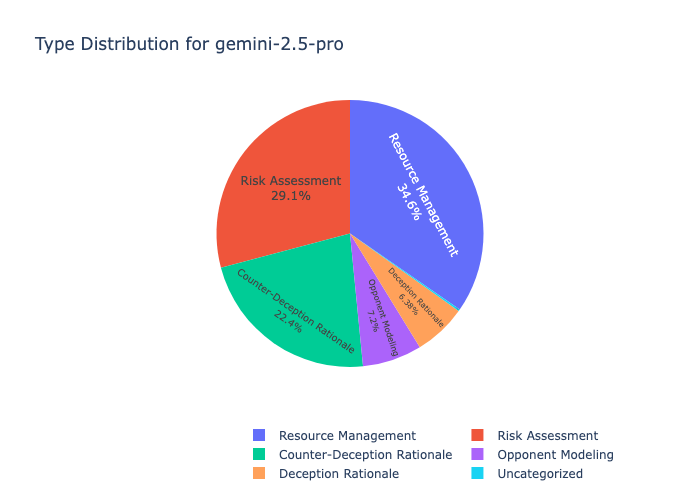 Type Distribution for gemini-2.5-pro
Resource Management
34.6%
Risk Assessment
29.1%
Counter-Deception Rationale
22.4%
Opponent Modeling
7.2%
Deception Rationale
6.38%
Resource Management
Risk Assessment
Counter-Deception Rationale
Opponent Modeling
Deception Rationale
Uncategorized